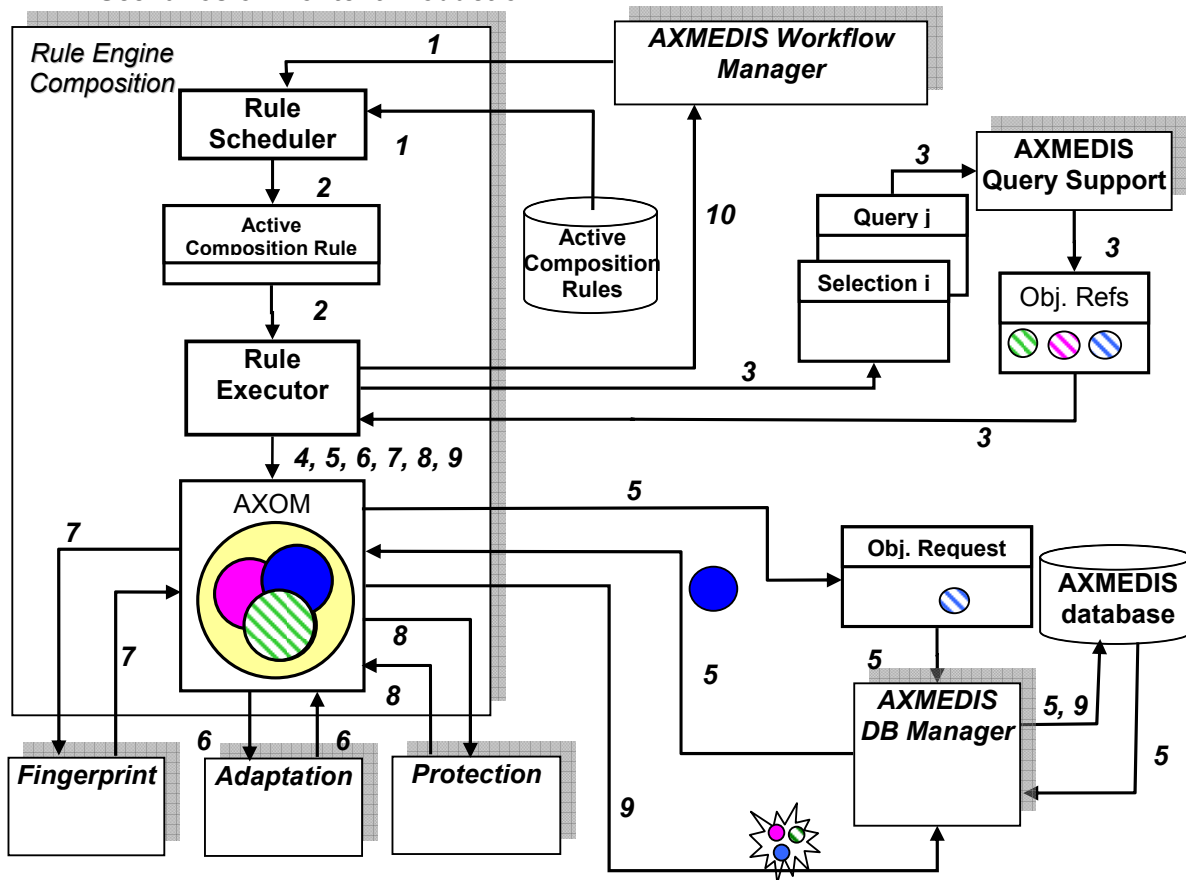 Rule Engine
Composition
1
AXMEDIS Workflow
Manager
Rule
Scheduler
1
AXMEDIS
Query Support
3
2
10
Active
Composition Rule
Active
Composition
Rules
Query j
Selection i
3
Obj. Refs
2
Rule
Executor
3
3
4, 5, 6, 7, 8, 9
AXOM
5
7
Obj. Request
AXMEDIS
database
7
8
5
5
8
AXMEDIS
DB Manager
5, 9
5
6
6
Fingerprint
Adaptation
Protection
9